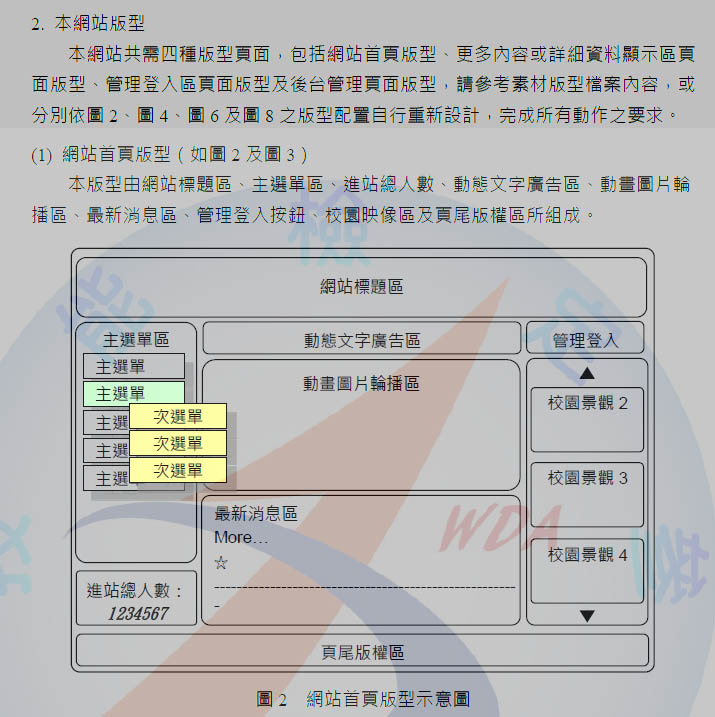 2. 本網站版型
本網站共需四種版型頁面，包括網站首頁版型、更多內容或詳細資料顯示區頁
面版型、管理登入區頁面版型及後台管理頁面版型，請參考素材版型檔案內容，或
分別依圖 2、圖 4、圖 6 及圖 8 之版型配置自行重新設計，完成所有動作之要求。
(1) 網站首頁版型（如圖 2 及圖 3）
本版型由網站標題區、主選單區、進站總人數、動態文字廣告區、動畫圖片輪
播區、最新消息區、管理登入按鈕、校園映像區及頁尾版權區所組成。
網站標題區
主選單區
主選單
主選單
主選
主選
主選
次選單
次選單
次選單
進站總人數：
1234567
動態文字廣告區
動畫圖片輪播區
最新消息區
More…
☆
-----------------------------------------------------
-
管理登入
▲
校園景觀 2
校園景觀 3
校園景觀 4
▼
頁尾版權區
圖 2 網站首頁版型示意圖
WDA
技
能
檢
定